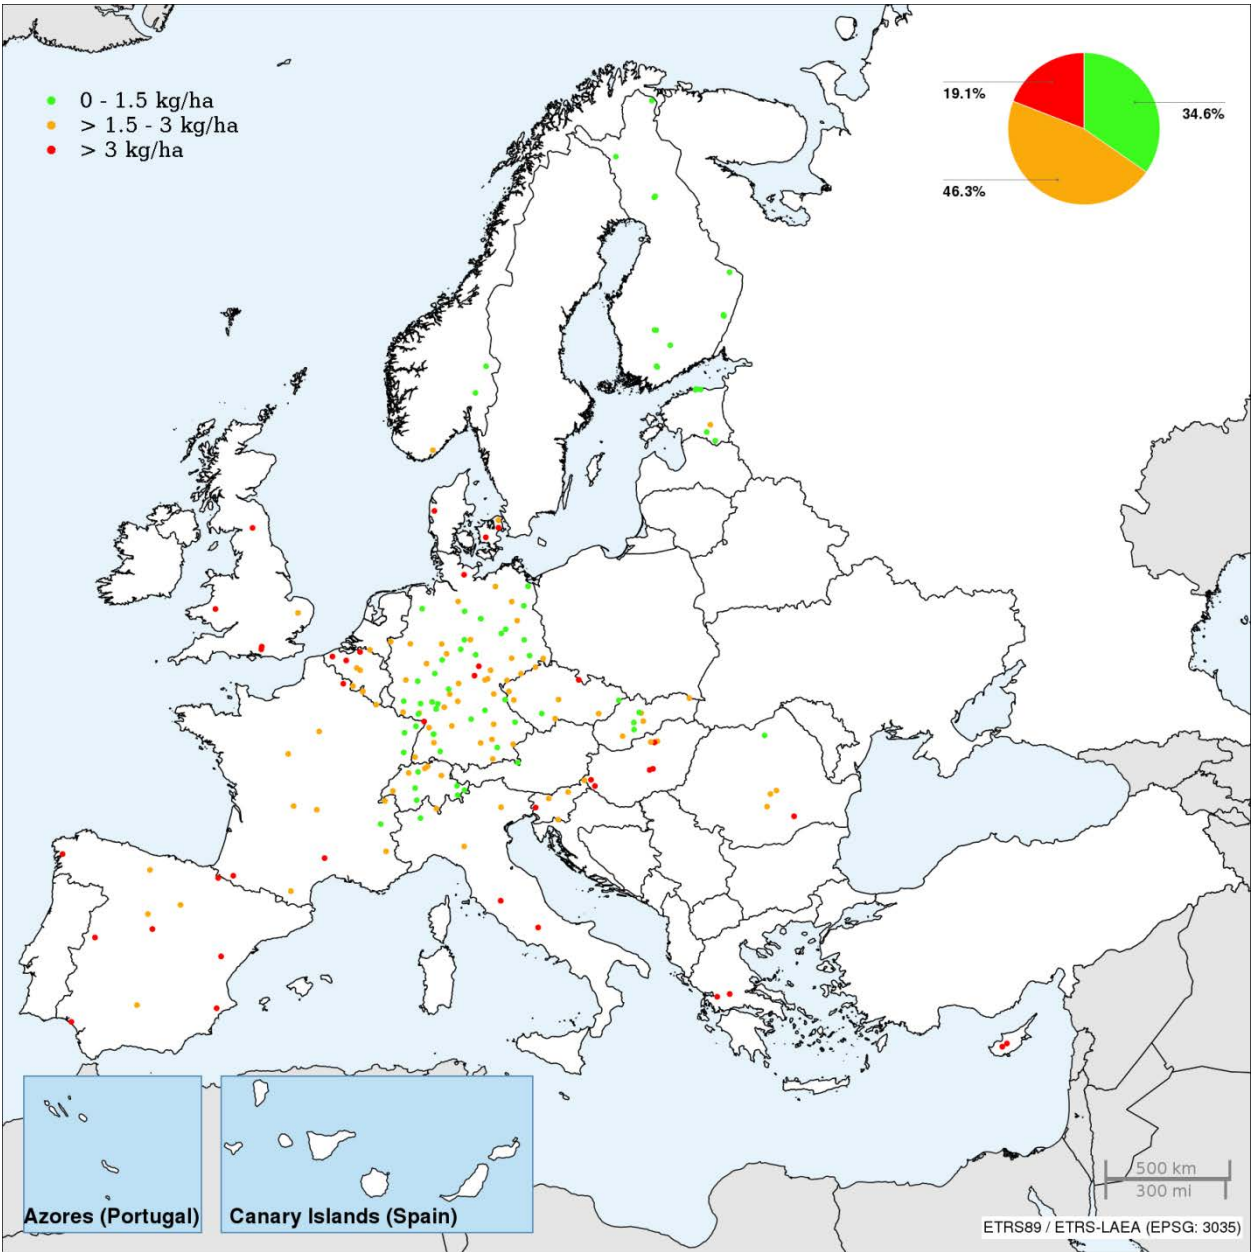 0 - 1.5 kg/ha
> 1.5 - 3 kg/ha
> 3 kg/ha
19.1%
34.6%
46.3%
Azores (Portugal)
Canary Islands (Spain)
500 km
300 mi
ETRS89 / ETRS-LAEA (EPSG: 3035)